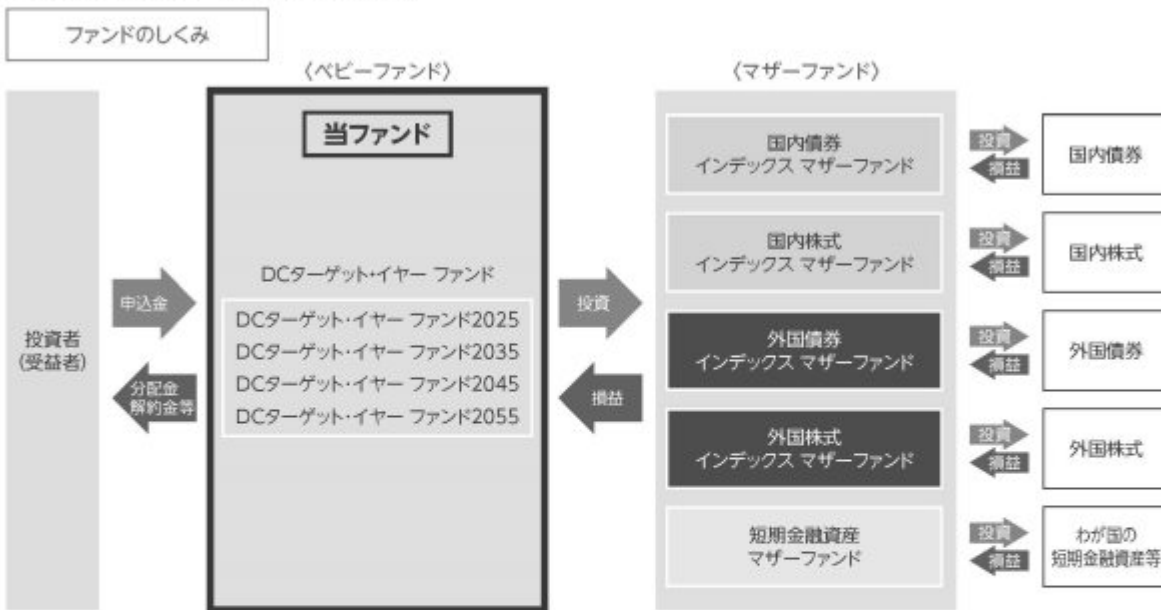 ファンドのしくみ
〈ベビーファンド〉
〈マザーファンド〉
投資者
(受益者)
申込金
分配金
解約金等
当ファンド
DCターゲット・イヤー ファンド
DCターゲット・イヤー ファンド2025
DCターゲット・イヤー ファンド2035
DCターゲット・イヤー ファンド2045
DCターゲット・イヤー ファンド2055
投資
損益
国内債券
インデックス マザーファンド
投資
損益
国内債券
国内株式
インデックス マザーファンド
投資
損益
国内株式
外国債券
インデックス マザーファンド
投資
損益
外国債券
外国株式
インデックス マザーファンド
投資
損益
外国株式
短期金融資産
マザーファンド
投資
損益
わが国の
短期金融資産等